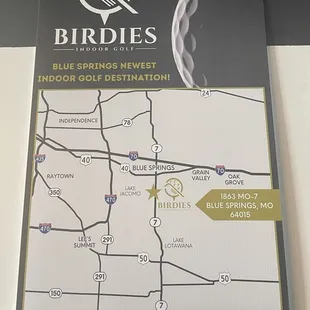 BIRDIES
INDOOR GOLF
BLUE SPRINGS NEWEST
INDOOR GOLF DESTINATION!
24
INDEPENDENCE
78
7
70
40
40
BLUE SPRINGS
70
40
RAYTOWN
GRAIN
VALLEY
OAK
GROVE
350
LAKE
JACOMO
470
BIRDIES
1863 MO-7
BLUE SPRINGS, MO
64015
470
LEE'S
SUMMIT
291
LAKE
LOTAWANA
7
291
50
50
150
7